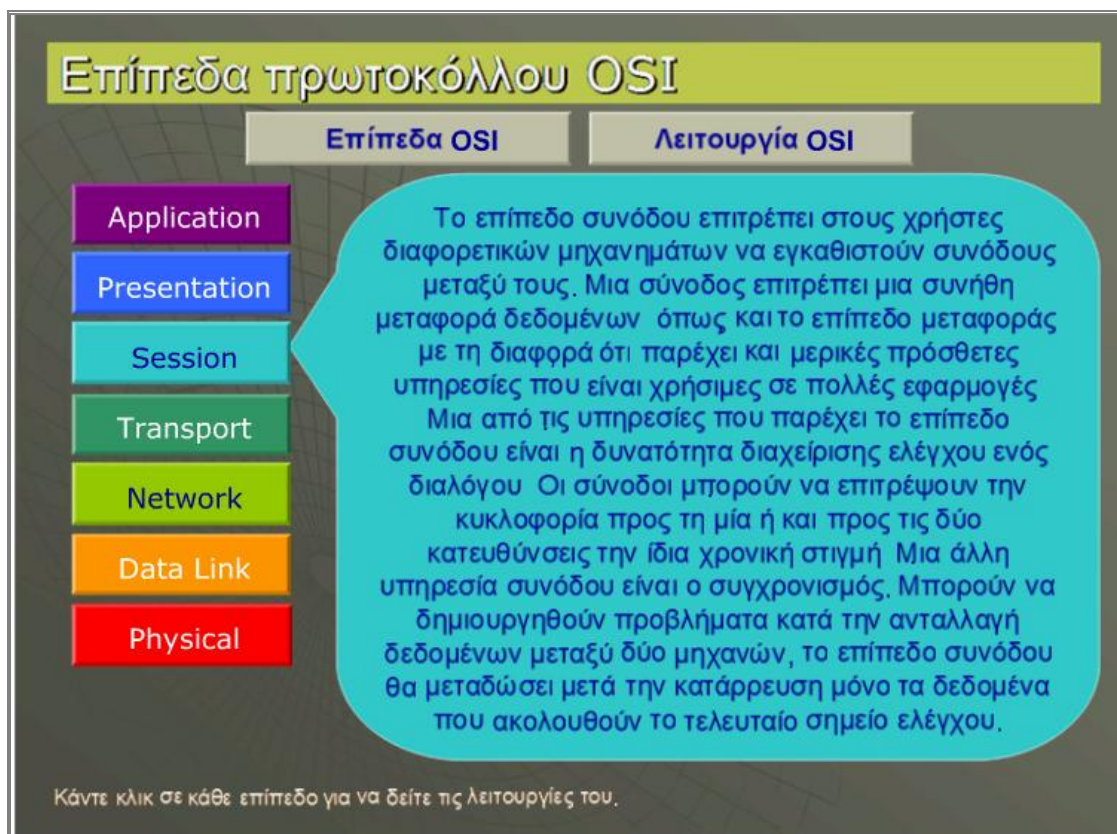 Επίπεδα πρωτοκόλλου OSI
Επίπεδα OSI
Λειτουργία OSI
Application
Presentation
Session
Transport
Network
Data Link
Physical
Το επίπεδο συνόδου επιτρέπει στους χρήστες
διαφορετικών μηχανημάτων να εγκαθιστούν συνόδους
μεταξύ τους. Μια σύνοδος επιτρέπει μια συνήθη
μεταφορά δεδομένων όπως και το επίπεδο μεταφοράς
με τη διαφορά ότι παρέχει και μερικές πρόσθετες
υπηρεσίες που είναι χρήσιμες σε πολλές εφαρμογές
Μια από τις υπηρεσίες που παρέχει το επίπεδο
συνόδου είναι η δυνατότητα διαχείρισης ελέγχου ενός
διαλόγου Οι σύνοδοι μπορούν να επιτρέψουν την
κυκλοφορία προς τη μία ή και προς τις δύο
κατευθύνσεις την ίδια χρονική στιγμή Μια άλλη
υπηρεσία συνόδου είναι ο συγχρονισμός. Μπορούν να
δημιουργηθούν προβλήματα κατά την ανταλλαγή
δεδομένων μεταξύ δύο μηχανών, το επίπεδο συνόδου
θα μεταδώσει μετά την κατάρρευση μόνο τα δεδομένα
που ακολουθούν το τελευταίο σημείο ελέγχου.
Κάντε κλικ σε κάθε επίπεδο για να δείτε τις λειτουργίες του.